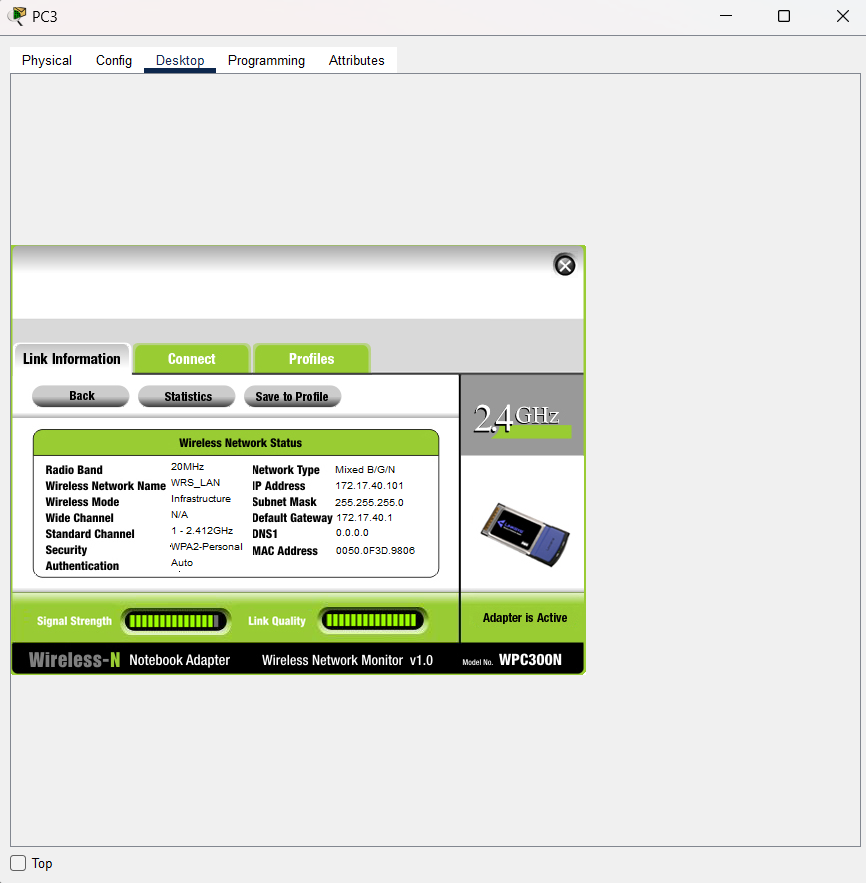 PC3
Physical Config Desktop Programming Attributes
Link Information Connect Profiles
Back Statistics Save to Profile
2.4GHz
Wireless Network Status
Radio Band 20MHz Network Type Mixed B/G/N
Wireless Network Name WRS_LAN IP Address 172.17.40.101
Wireless Mode Infrastructure Subnet Mask 255.255.255.0
Wide Channel N/A Default Gateway 172.17.40.1
Standard Channel 1 - 2.412GHz DNS1 0.0.0.0
Security WPA2-Personal MAC Address 0050.0F3D.9806
Authentication Auto
Signal Strength Link Quality Adapter is Active
Wireless-N Notebook Adapter Wireless Network Monitor v1.0 Model No. WPC300N
Top